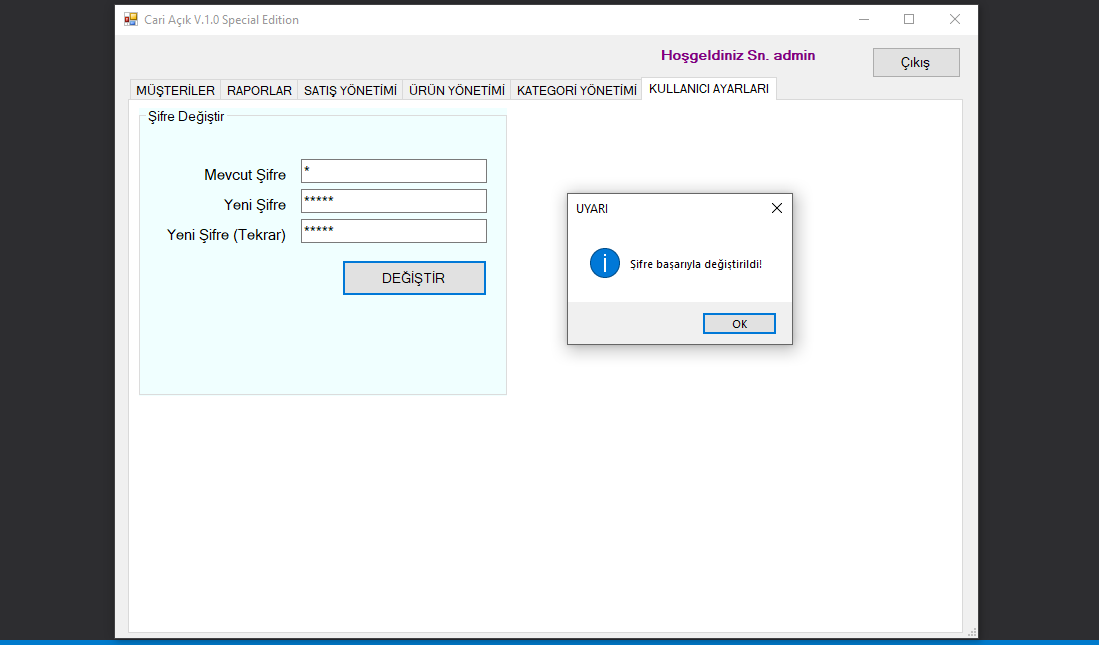 Cari Açık V.1.0 Special Edition
Hoşgeldiniz Sn. admin
Çıkış
MÜŞTERİLER RAPORLAR SATIŞ YÖNETİMİ ÜRÜN YÖNETİMİ KATEGORİ YÖNETİMİ KULLANICI AYARLARI
Şifre Değiştir
Mevcut Şifre *
Yeni Şifre *****
Yeni Şifre (Tekrar) *****
DEĞİŞTİR
UYARI
Şifre başarıyla değiştirildi!
OK